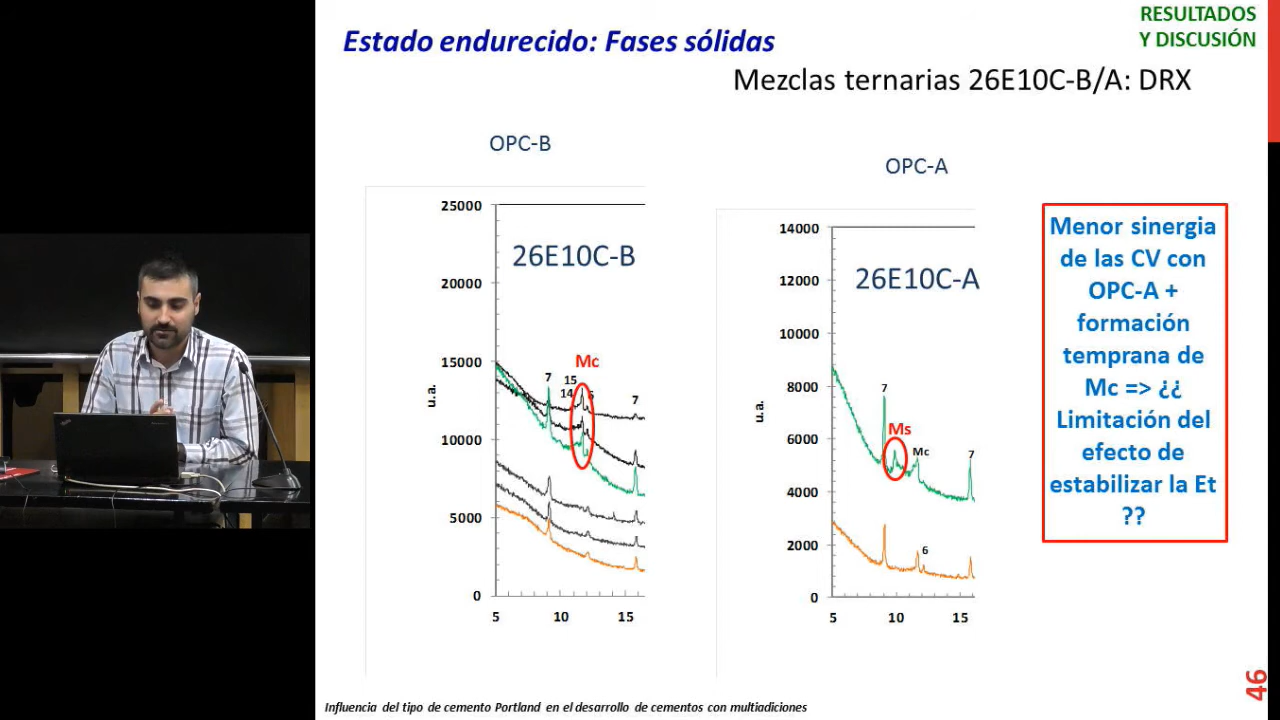 RESULTADOS
Y DISCUSIÓN
Estado endurecido: Fases sólidas
Mezclas ternarias 26E10C-B/A: DRX
OPC-B
25000
26E10C-B
20000
Mc
15000
7
15
14
6
7
u.a.
10000
5000
0
5
10
15
OPC-A
14000
26E10C-A
12000
10000
8000
7
u.a.
Ms
6000
Mc
7
4000
2000
6
0
5
10
15
Menor sinergia
de las CV con
OPC-A +
formación
temprana de
Mc => ¿¿
Limitación del
efecto de
estabilizar la Et
??
46
Influencia del tipo de cemento Portland en el desarrollo de cementos con multiadiciones